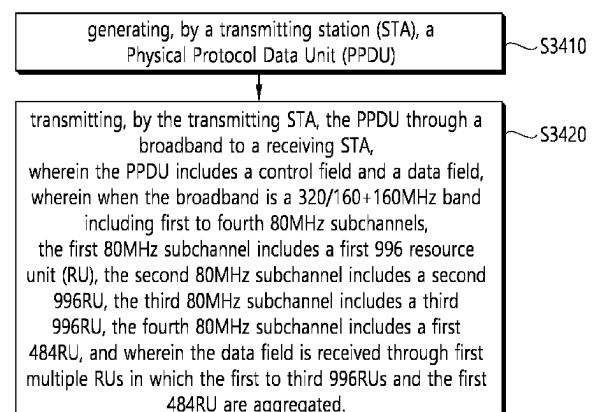 generating, by a transmitting station (STA), a
Physical Protocol Data Unit (PPDU)
S3410
transmitting, by the transmitting STA, the PPDU through a
broadband to a receiving STA,
S3420
wherein the PPDU includes a control field and a data field,
wherein when the broadband is a 320/160+160MHz band
including first to fourth 80MHz subchannels,
the first 80MHz subchannel includes a first 996 resource
unit (RU), the second 80MHz subchannel includes a second
996RU, the third 80MHz subchannel includes a third
996RU, the fourth 80MHz subchannel includes a first
484RU, and wherein the data field is received through first
multiple RUs in which the first to third 996RUs and the first
484RU are aggregated.